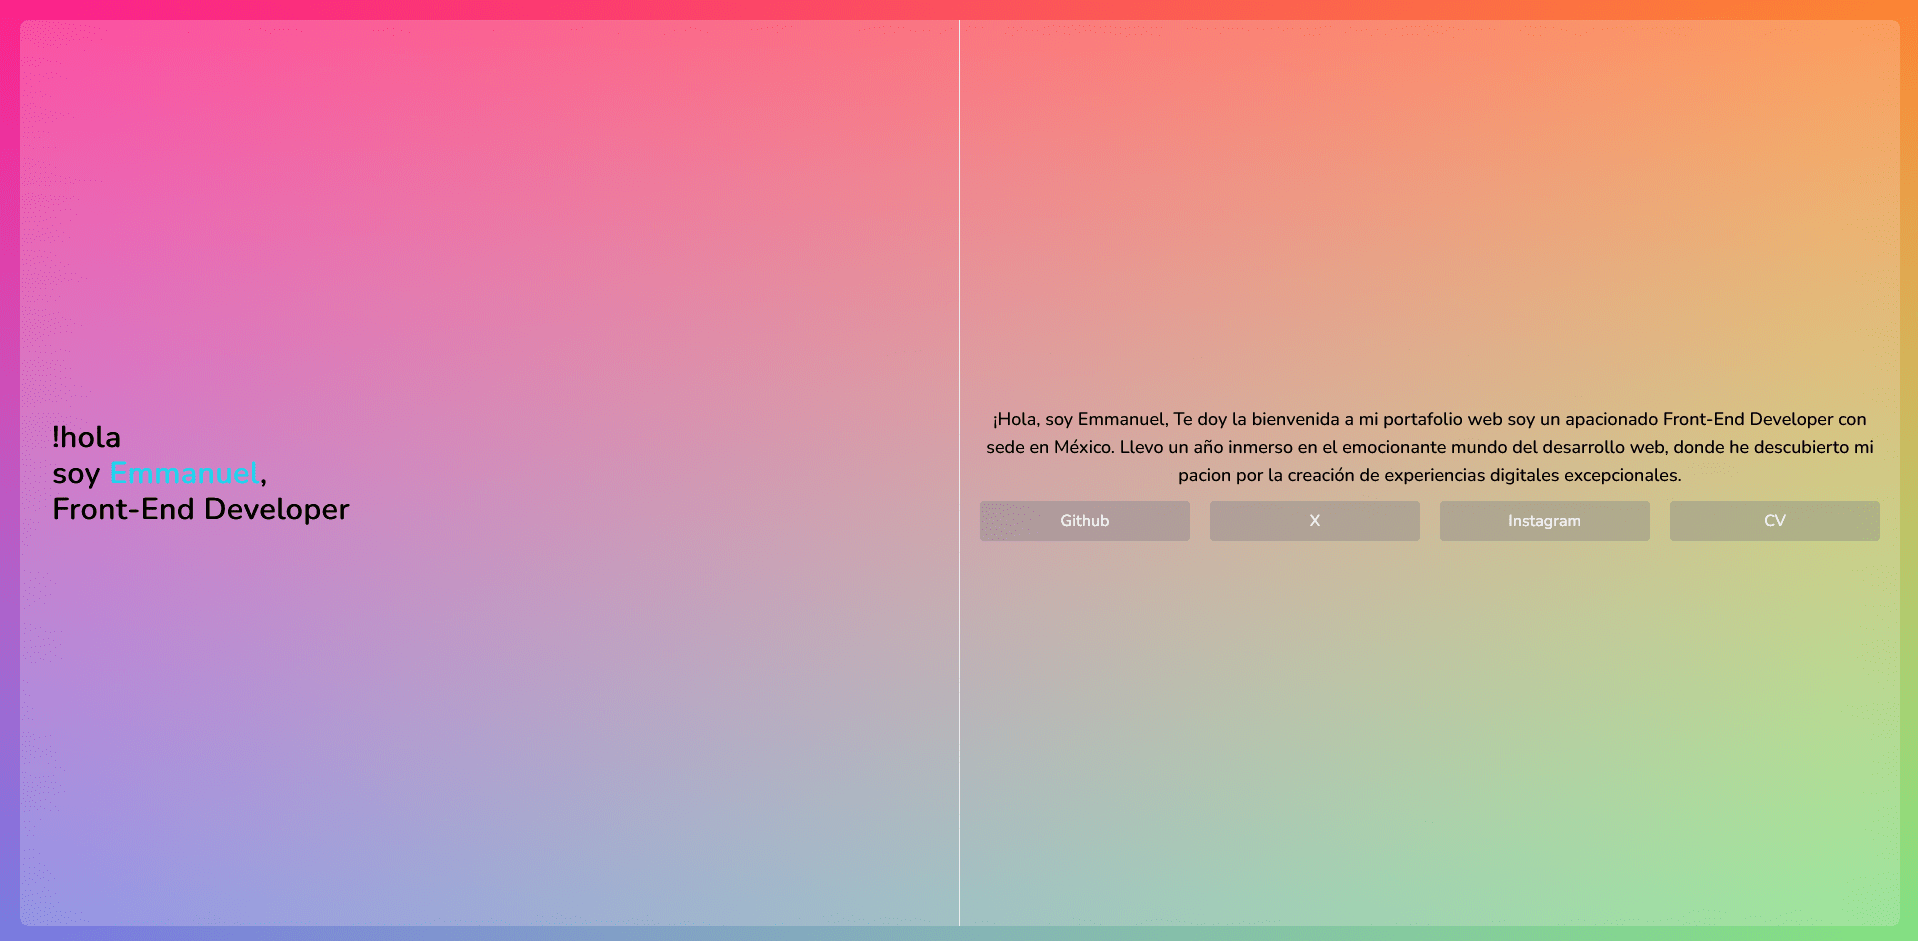 !hola
soy Emmanuel,
Front-End Developer
¡Hola, soy Emmanuel, Te doy la bienvenida a mi portafolio web soy un apacionado Front-End Developer con
sede en México. Llevo un año inmerso en el emocionante mundo del desarrollo web, donde he descubierto mi
pacion por la creación de experiencias digitales excepcionales.
Github
X
Instagram
CV